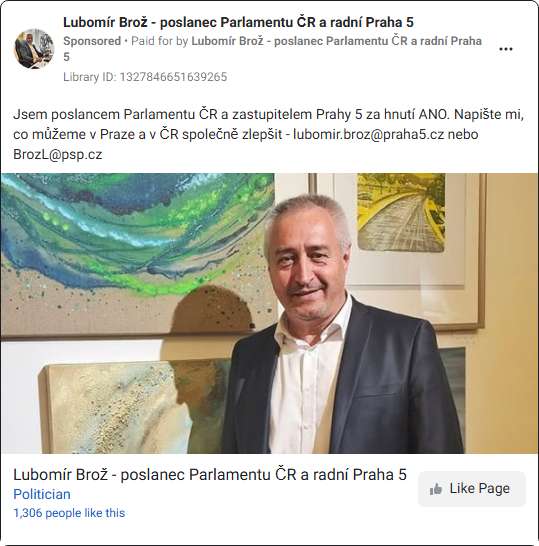 Lubomír Brož - poslanec Parlamentu ČR a radní Praha 5
Sponsored • Paid for by Lubomír Brož - poslanec Parlamentu ČR a radní Praha
5
Library ID: 1327846651639265
Jsem poslancem Parlamentu ČR a zastupitelem Prahy 5 za hnutí ANO. Napište mi,
co můžeme v Praze a v ČR společně zlepšit - lubomir.broz@praha5.cz nebo
BrozL@psp.cz
Lubomír Brož - poslanec Parlamentu ČR a radní Praha 5
Politician
1,306 people like this
Like Page